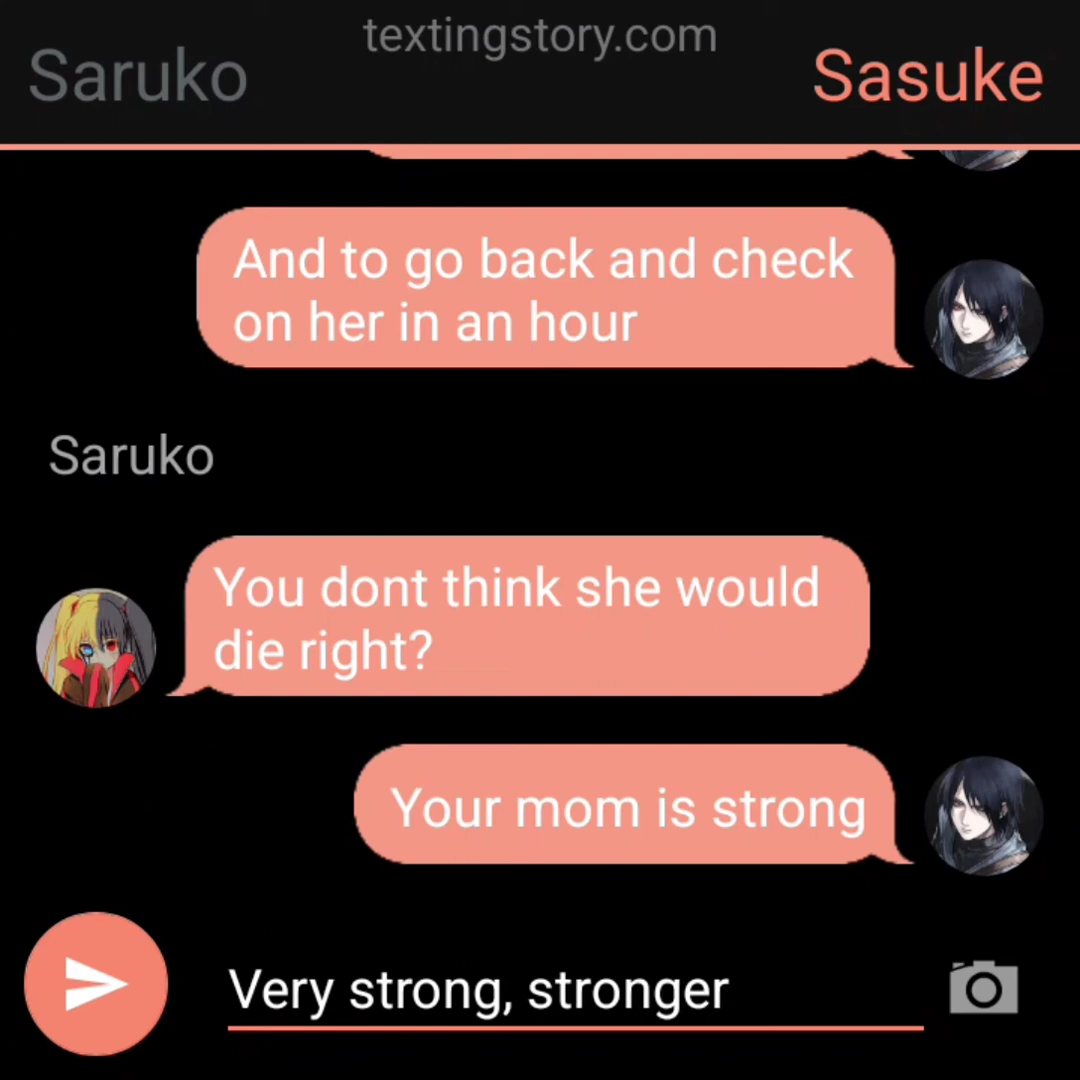 textingstory.com
Saruko
Sasuke
And to go back and check
on her in an hour
Saruko
You dont think she would
die right?
Your mom is strong
Very strong, stronger